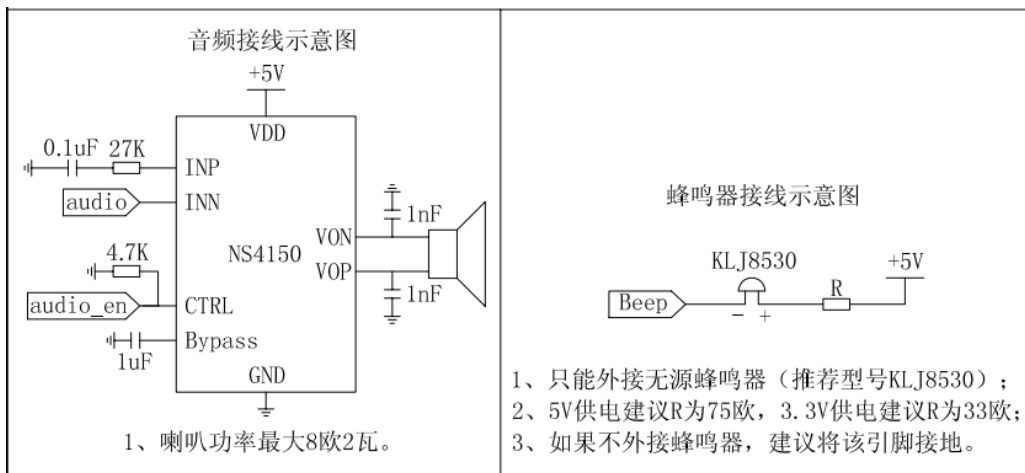 音频接线示意图
+5V
VDD
0.1uF 27K
INP
audio
INN
1nF
VON
4.7K
NS4150
VOP
1nF
audio_en
CTRL
Bypass
1uF
GND
1、喇叭功率最大8欧2瓦。
蜂鸣器接线示意图
KLJ8530
+5V
R
Beep
- +
1、只能外接无源蜂鸣器（推荐型号KLJ8530）；
2、5V供电建议R为75欧，3.3V供电建议R为33欧；
3、如果不外接蜂鸣器，建议将该引脚接地。